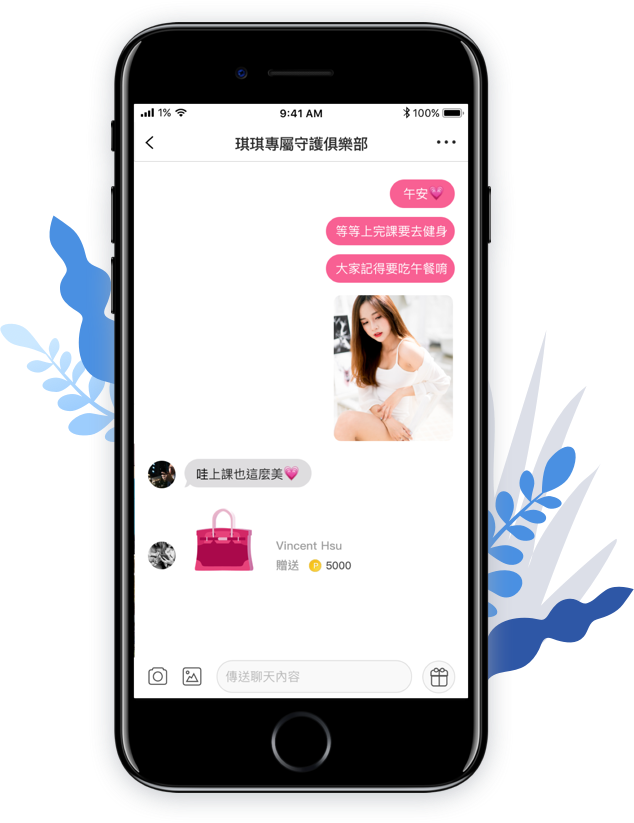 1%
9:41 AM
100%
琪琪專屬守護俱樂部
午安💗
等等上完課要去健身
大家記得要吃午餐唷
哇上課也這麼美💗
Vincent Hsu
贈送 P 5000
傳送聊天內容